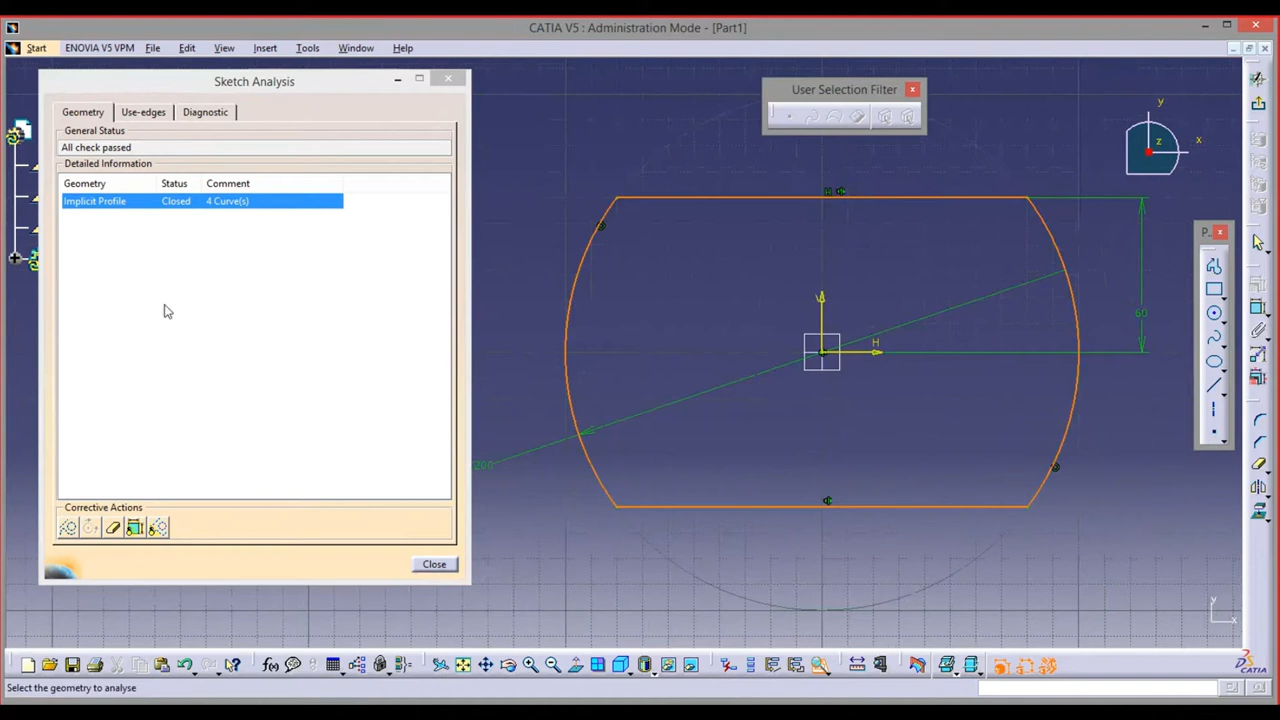 CATIA V5 : Administration Mode - [Part1]
Start ENOVIA V5 VPM File Edit View Insert Tools Window Help
Sketch Analysis
Geometry Use-edges Diagnostic
General Status
All check passed
Detailed Information
Geometry Status Comment
Implicit Profile Closed 4 Curve(s)
Corrective Actions
Close
User Selection Filter
y
x
z
P...
60
V
H
200
y
x
f(x)
CATIA
Select the geometry to analyse